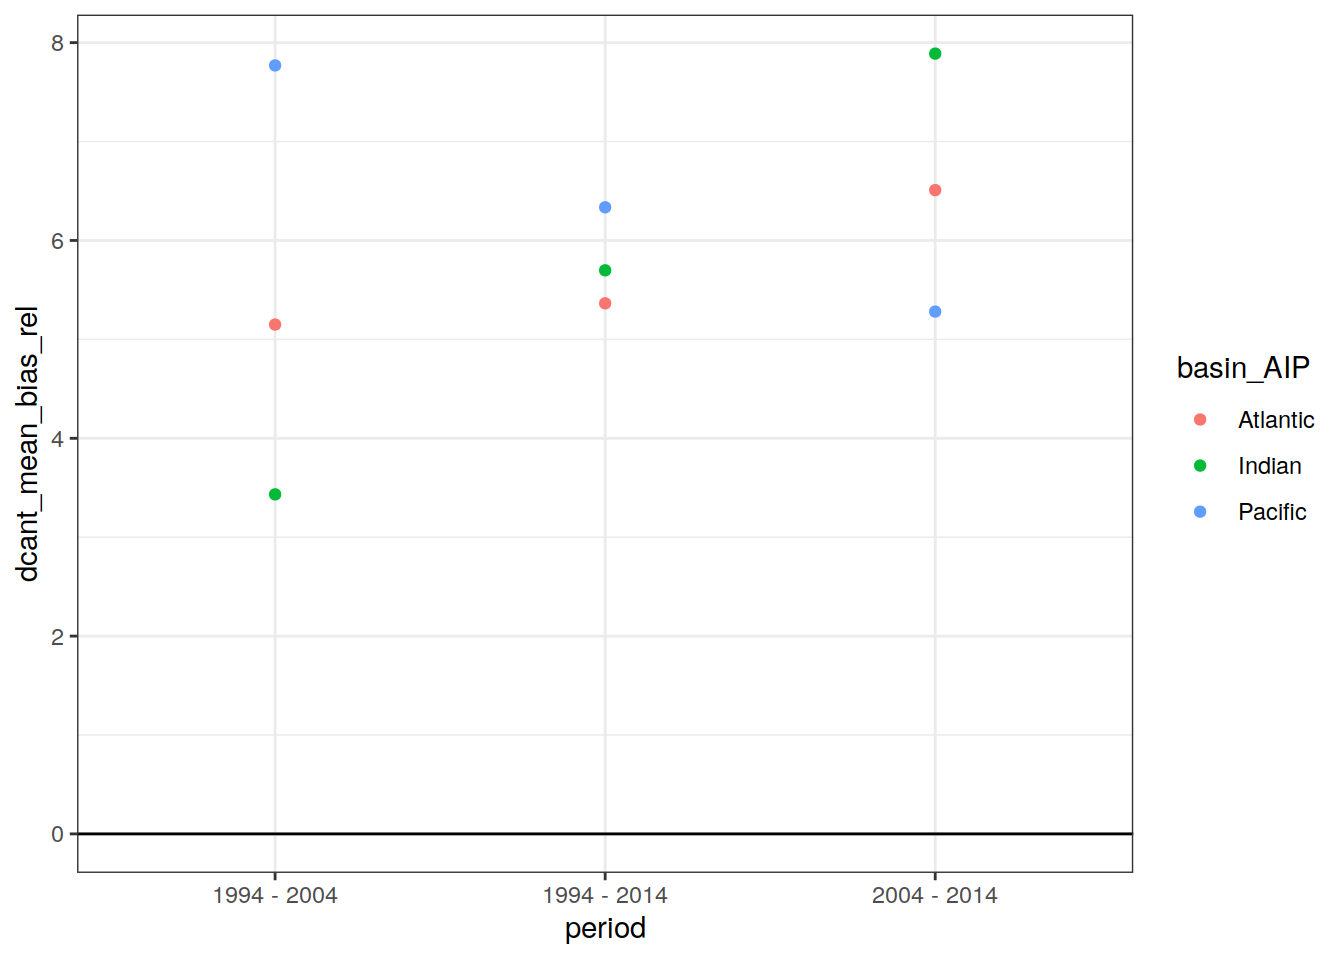 8
6
4
2
0
dcant_mean_bias_rel
1994 - 2004
1994 - 2014
2004 - 2014
period
basin_AIP
Atlantic
Indian
Pacific